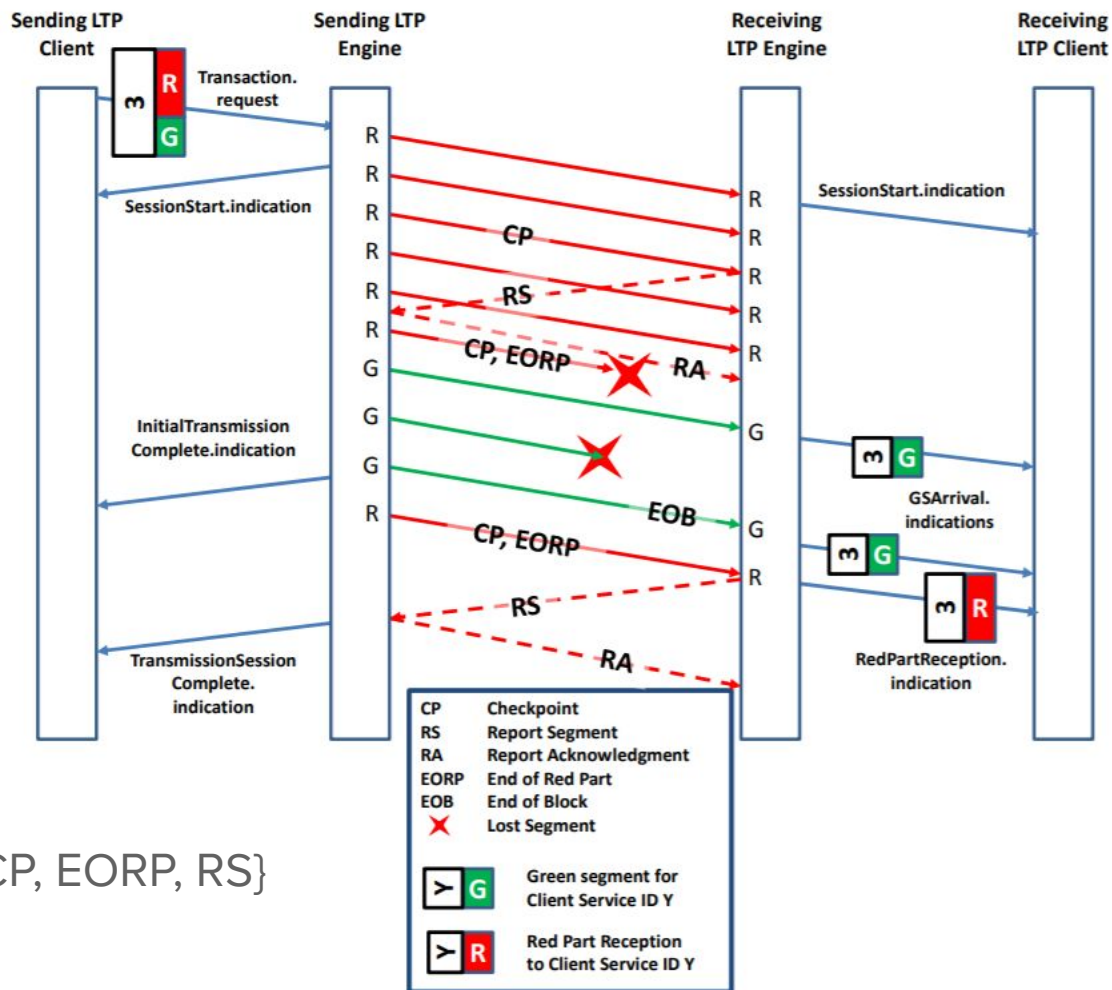 Sending LTP
Client
Sending LTP
Engine
Receiving
LTP Engine
Receiving
LTP Client
3
R
G
Transaction.
request
R
R
SessionStart.indication
R
R
R
R
G
G
G
R
CP
RS
CP, EORP
RA
EOB
CP, EORP
RS
RA
InitialTransmission
Complete.indication
TransmissionSession
Complete.
indication
R
R
R
R
R
G
G
R
SessionStart.indication
3 G
GSArrival.
indications
3 G
3 R
RedPartReception.
indication
CP Checkpoint
RS Report Segment
RA Report Acknowledgment
EORP End of Red Part
EOB End of Block
Lost Segment
Y G Green segment for
Client Service ID Y
Y R Red Part Reception
to Client Service ID Y
CP, EORP, RS}